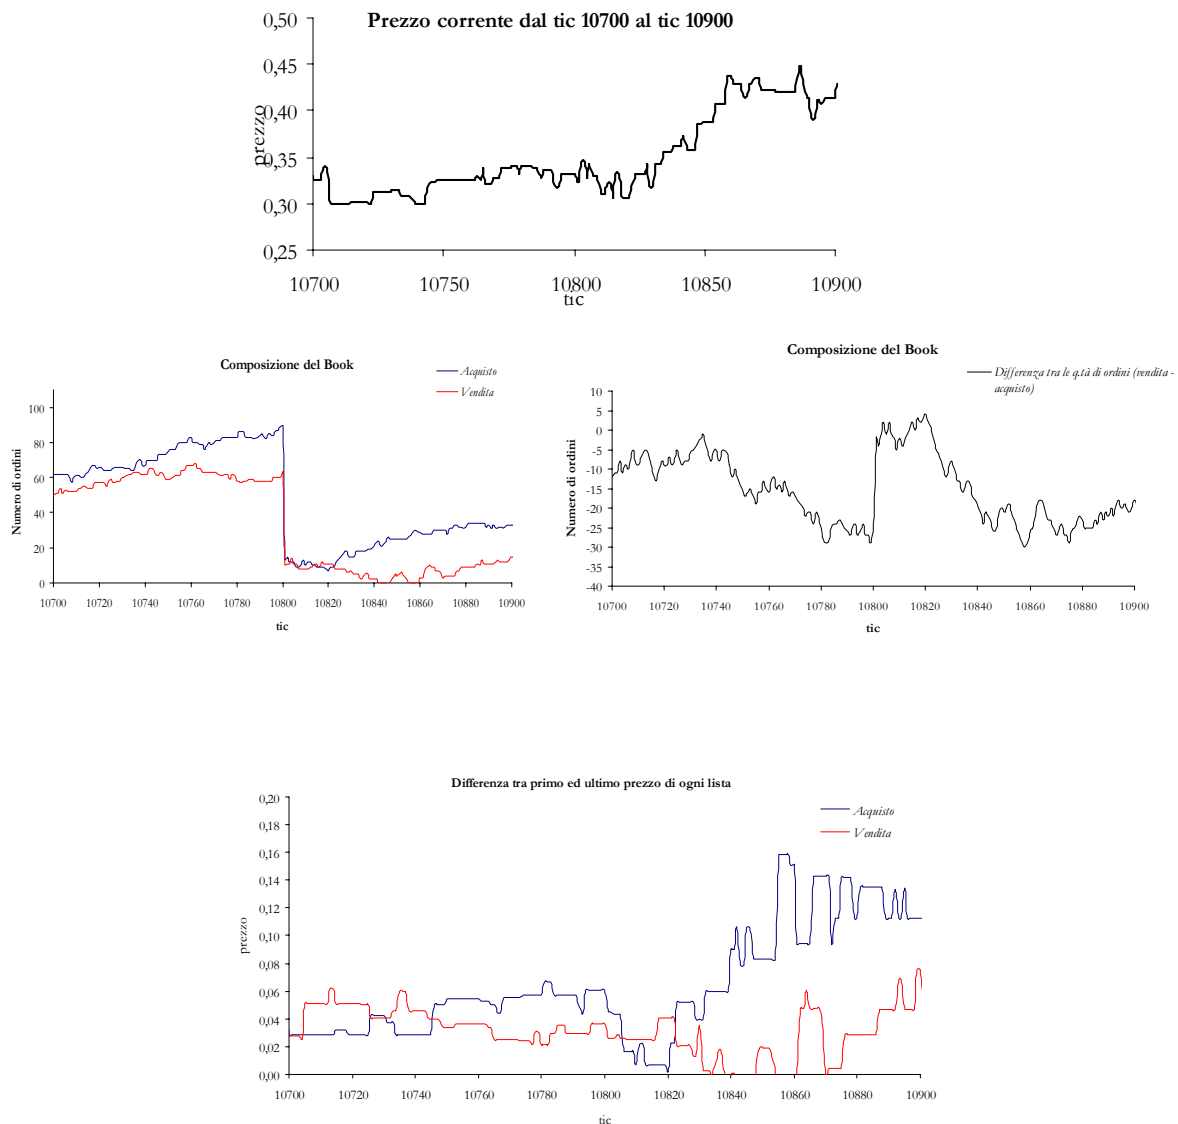 Prezzo corrente dal tic 10700 al tic 10900
0,50
0,45
0,40
0,35
0,30
0,25
prezzo
10700 10750 10800 10850 10900
tic
Composizione del Book
Acquisto
Vendita
100
80
60
40
20
0
Numero di ordini
10700 10720 10740 10760 10780 10800 10820 10840 10860 10880 10900
tic
Composizione del Book
Differenza tra le q.tà di ordini (vendita -
acquisto)
10
5
0
-5
-10
-15
-20
-25
-30
-35
-40
Numero di ordini
10700 10720 10740 10760 10780 10800 10820 10840 10860 10880 10900
tic
Differenza tra primo ed ultimo prezzo di ogni lista
Acquisto
Vendita
0,20
0,18
0,16
0,14
0,12
0,10
0,08
0,06
0,04
0,02
0,00
prezzo
10700 10720 10740 10760 10780 10800 10820 10840 10860 10880 10900
tic